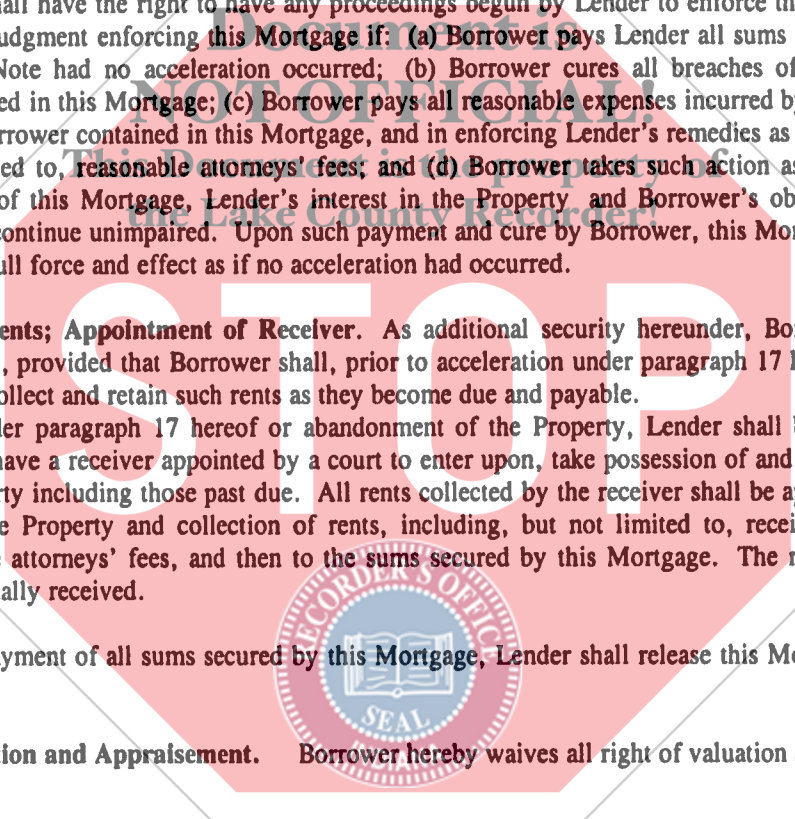 hall have the right to have any proceedings begun by Lender to enforce
Document is
udgment enforcing this Mortgage if: (a) Borrower pays Lender all sums
Note had no acceleration occurred; (b) Borrower cures all breaches of
NOT OFFICIAL!
ed in this Mortgage; (c) Borrower pays all reasonable expenses incurred by
rrower contained in this Mortgage, and in enforcing Lender's remedies as
This Document is the property of
ed to, reasonable attorneys' fees; and (d) Borrower takes such action as
of this Mortgage, Lender's interest in the Property and Borrower's ob
the Lake County Recorder!
continue unimpaired. Upon such payment and cure by Borrower, this Mor
ull force and effect as if no acceleration had occurred.
STOP
ents; Appointment of Receiver. As additional security hereunder, Bo
, provided that Borrower shall, prior to acceleration under paragraph 17
ollect and retain such rents as they become due and payable.
der paragraph 17 hereof or abandonment of the Property, Lender shall
have a receiver appointed by a court to enter upon, take possession of and
rty including those past due. All rents collected by the receiver shall be a
e Property and collection of rents, including, but not limited to, recei
attorneys' fees, and then to the sums secured by this Mortgage. The
ally received.
RECORDER'S OFFICE
yment of all sums secured by this Mortgage, Lender shall release this Mo
SEAL
INDIANA
tion and Appraisement. Borrower hereby waives all right of valuation